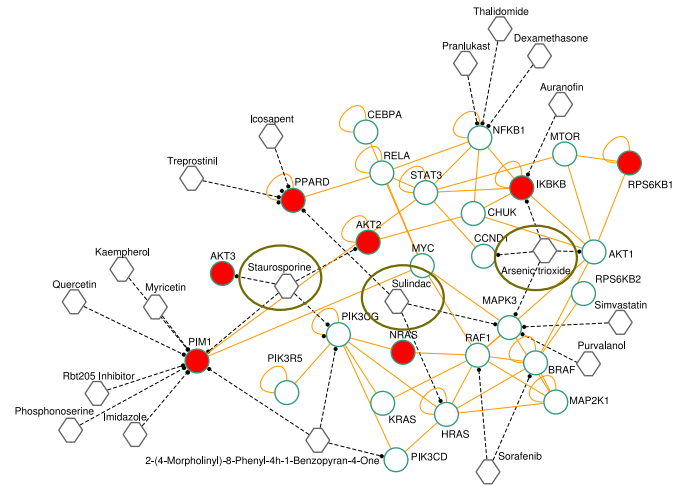 Thalidomide
Dexamethasone
Pranlukast
Auranofin
Icosapent
CEBPA
NFKB1
MTOR
RELA
Treprostinil
PPARD
STAT3
IKBKB
RPS6KB1
CHUK
AKT2
CCND1
MYC
AKT1
Kaempherol
AKT3
Staurosporine
Arsenic trioxide
Quercetin
Myricetin
Sulindac
RPS6KB2
MAPK3
Simvastatin
PIM1
PIK3CG
NRAS
RAF1
Purvalanol
PIK3R5
BRAF
Rbt205 Inhibitor
MAP2K1
Phosphonoserine
Imidazole
KRAS
HRAS
2-(4-Morpholinyl)-8-Phenyl-4h-1-Benzopyran-4-One
PIK3CD
Sorafenib